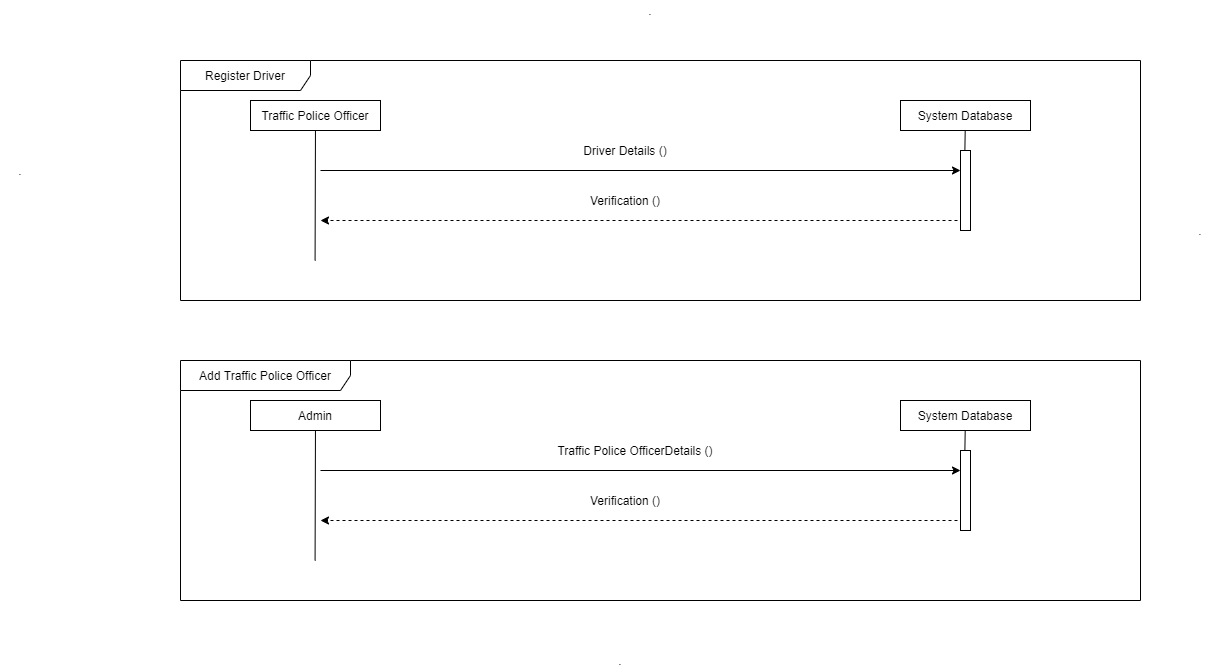 Register Driver
Traffic Police Officer
System Database
Driver Details ()
Verification ()
Add Traffic Police Officer
Admin
System Database
Traffic Police OfficerDetails ()
Verification ()